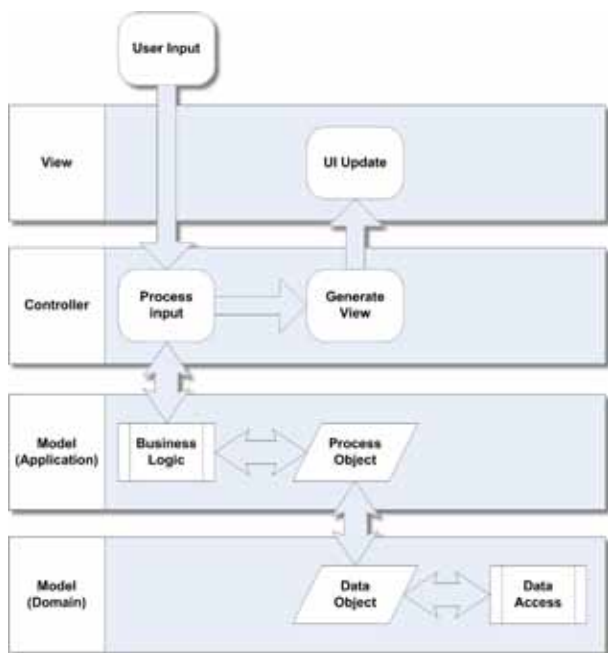 User Input
View
UI Update
Controller
Process
input
Generate
View
Model
(Application)
Business
Logic
Process
Object
Model
(Domain)
Data
Object
Data
Access